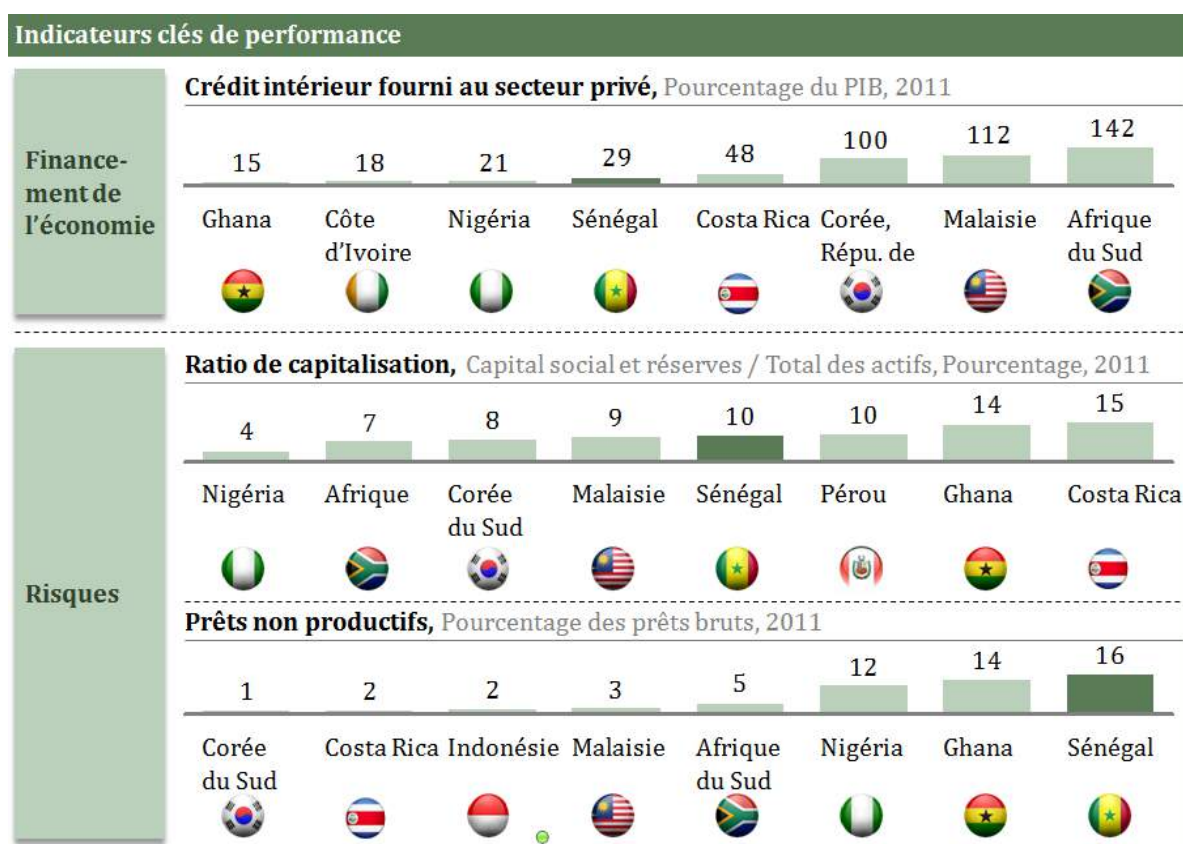 Indicateurs clés de performance
Finance-
ment de
l'économie
Crédit intérieur fourni au secteur privé, Pourcentage du PIB, 2011
15 18 21 29 48 100 112 142
Ghana Côte d'Ivoire Nigéria Sénégal Costa Rica Corée, Répu. de Malaisie Afrique du Sud
Risques
Ratio de capitalisation, Capital social et réserves / Total des actifs, Pourcentage, 2011
4 7 8 9 10 10 14 15
Nigéria Afrique Corée du Sud Malaisie Sénégal Pérou Ghana Costa Rica
Prêts non productifs, Pourcentage des prêts bruts, 2011
1 2 2 3 5 12 14 16
Corée du Sud Costa Rica Indonésie Malaisie Afrique du Sud Nigéria Ghana Sénégal